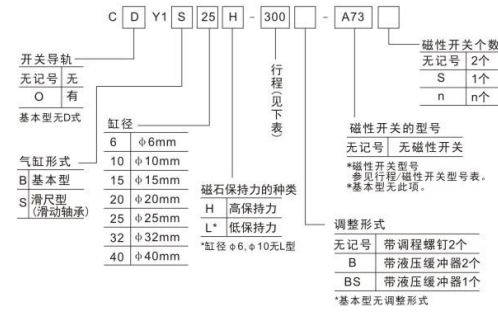 C D Y1 S 25 H - 300 - A73
开关导轨
无记号 无
O 有
基本型无D式
气缸形式
B 基本型
S 滑尺型
(滑动轴承)
缸径
6 φ6mm
10 φ10mm
15 φ15mm
20 φ20mm
25 φ25mm
32 φ32mm
40 φ40mm
磁石保持力的种类
H 高保持力
L* 低保持力
*缸径φ6,φ10无L型
行程(见下表)
磁性开关个数
无记号 2个
S 1个
n n个
磁性开关的型号
无记号 无磁性开关
*磁性开关型号
参见行程/磁性开关型号表。
*基本型无此项。
调整形式
无记号 带调程螺钉2个
B 带液压缓冲器2个
BS 带液压缓冲器1个
*基本型无调整形式